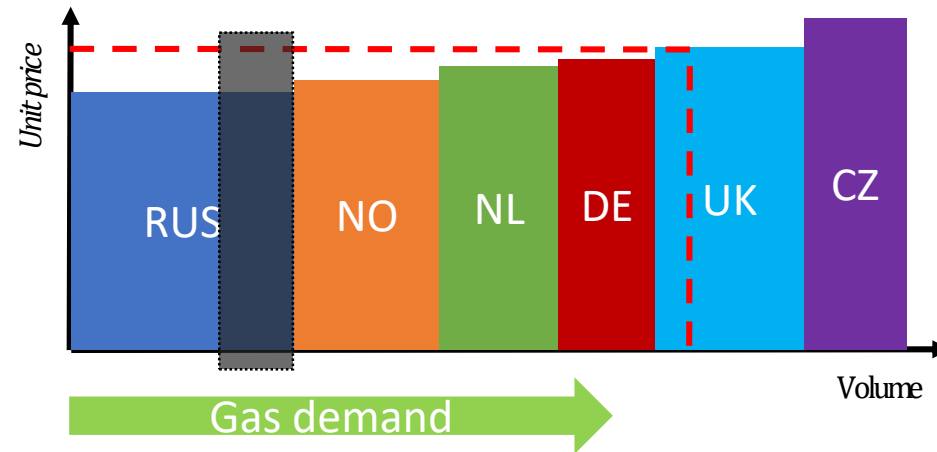 Unit price
RUS
NO
NL
DE
UK
CZ
Volume
Gas demand